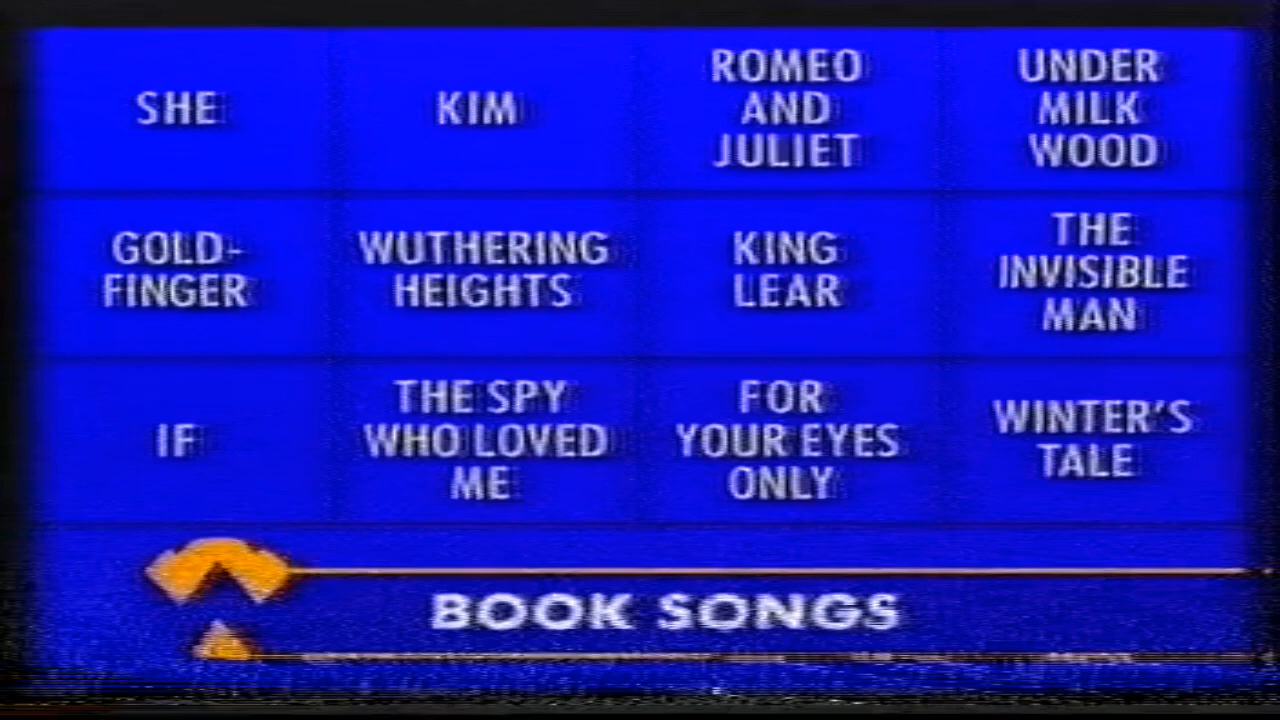 SHE
KIM
ROMEO
AND
JULIET
UNDER
MILK
WOOD
GOLD-
FINGER
WUTHERING
HEIGHTS
KING
LEAR
THE
INVISIBLE
MAN
IF
THE SPY
WHO LOVED
ME
FOR
YOUR EYES
ONLY
WINTER'S
TALE
BOOK SONGS